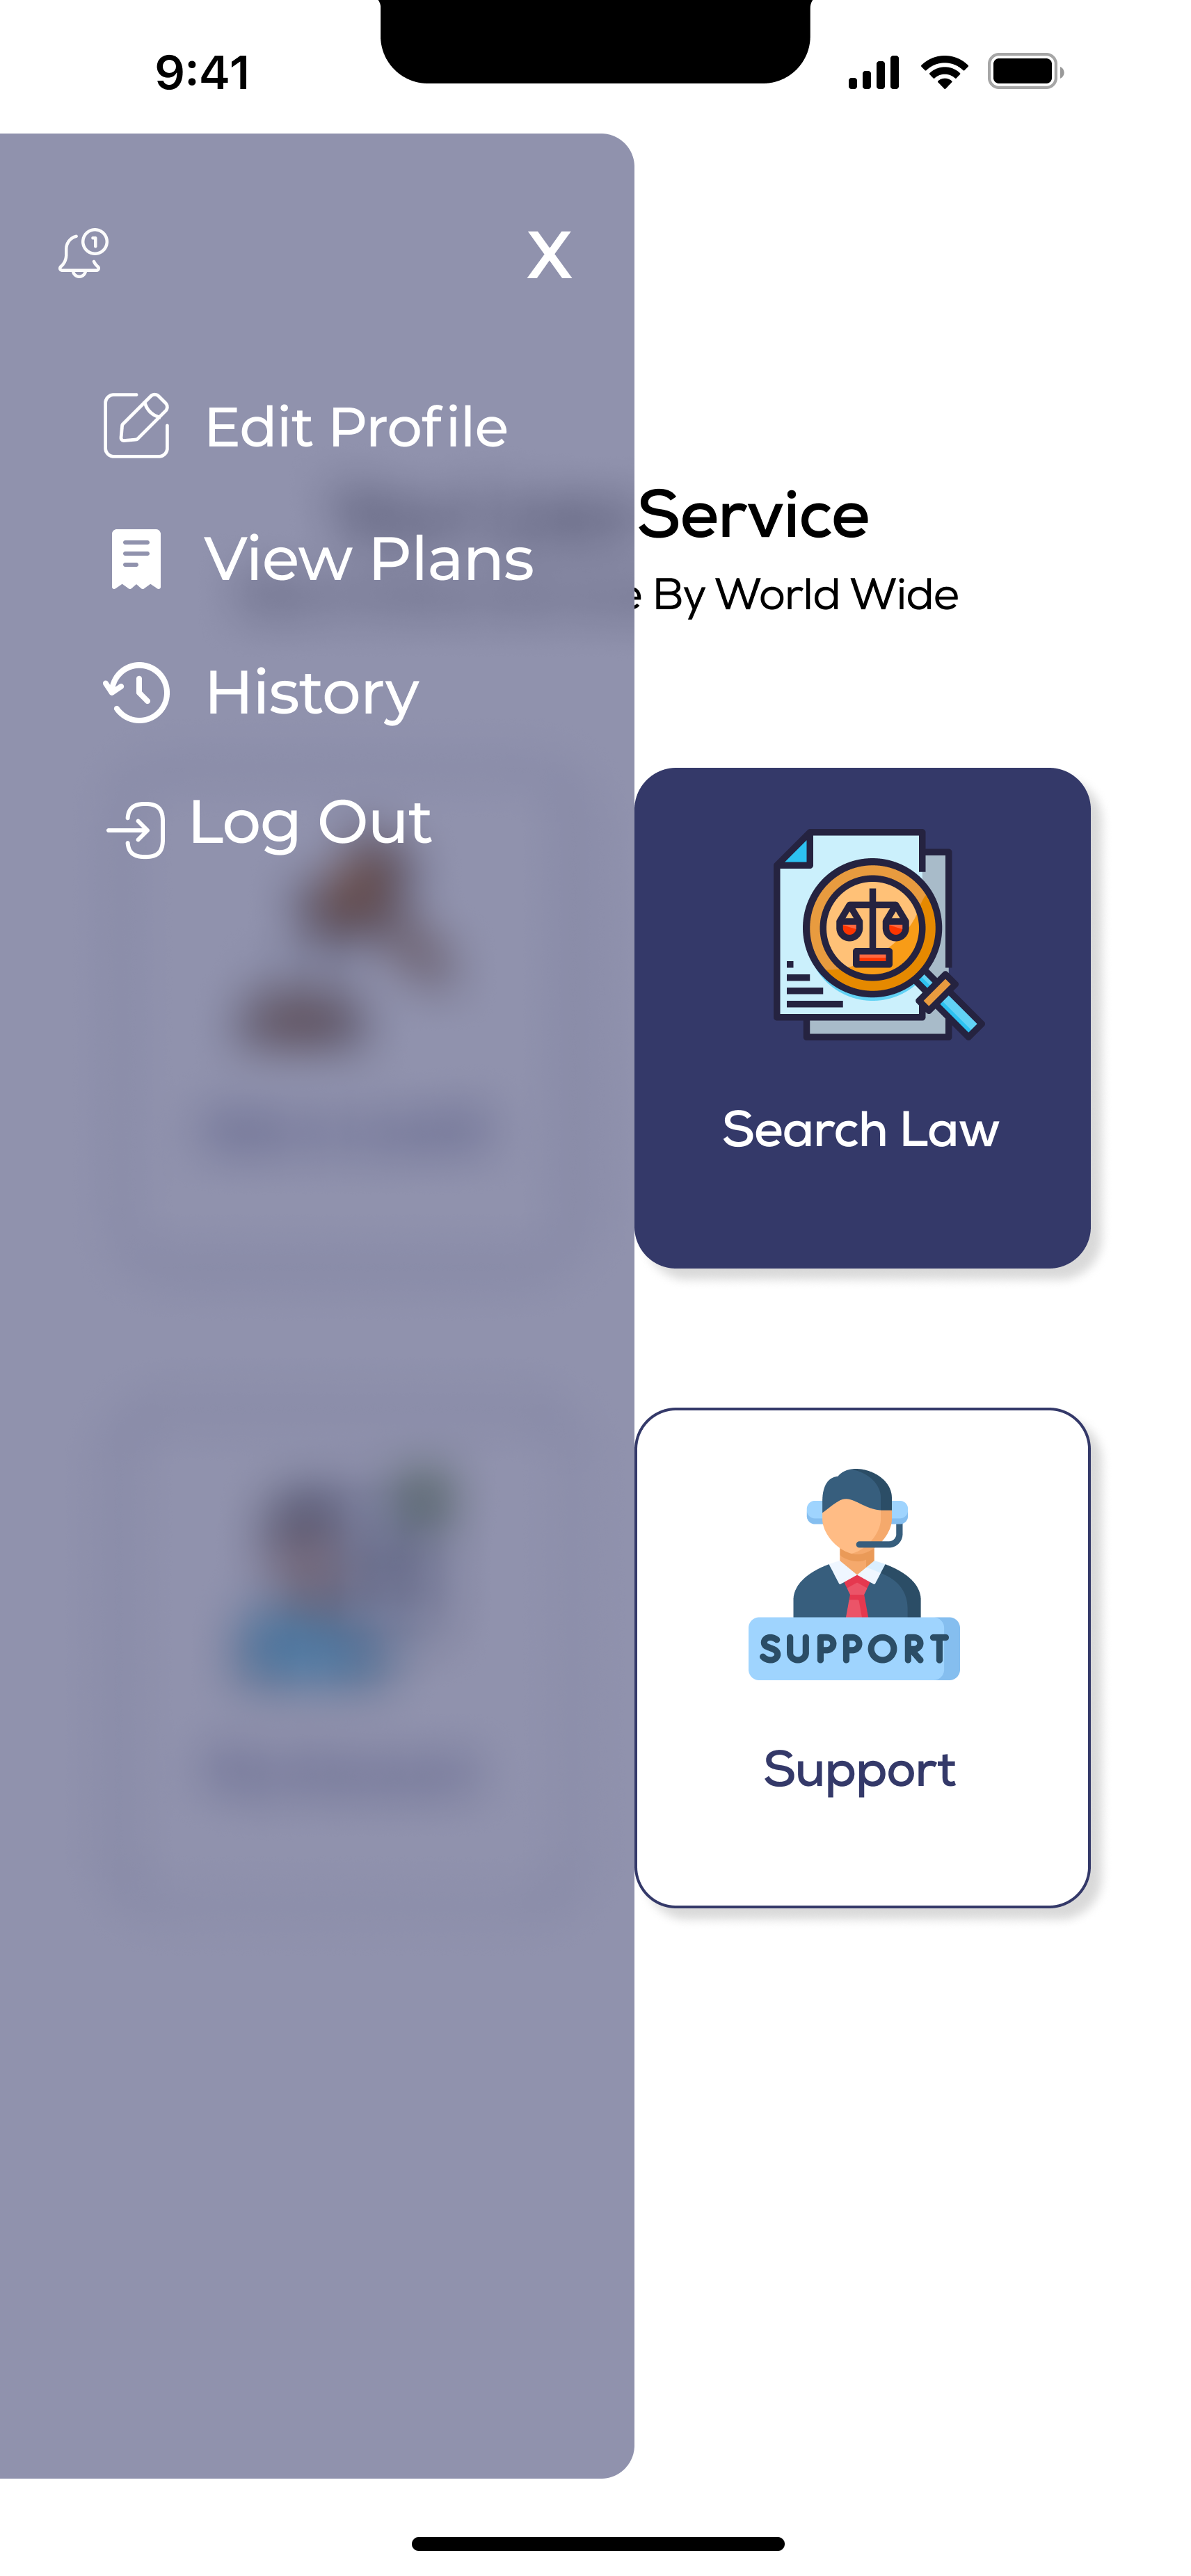 9:41
1
X
Edit Profile
Service
View Plans
By World Wide
History
Log Out
Search Law
SUPPORT
Support